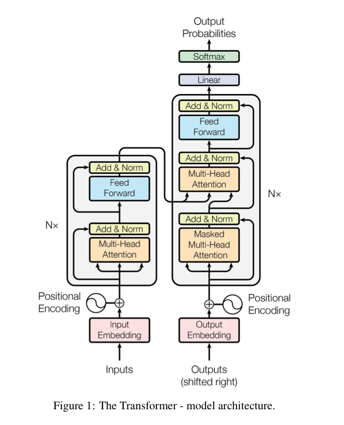 Output
Probabilities
Softmax
Linear
Add & Norm
Feed
Forward
Add & Norm
Multi-Head
Attention
Nx
Add & Norm
Masked
Multi-Head
Attention
Add & Norm
Feed
Forward
Nx
Add & Norm
Multi-Head
Attention
Positional
Encoding
Positional
Encoding
Input
Embedding
Output
Embedding
Inputs
Outputs
(shifted right)
Figure 1: The Transformer - model architecture.